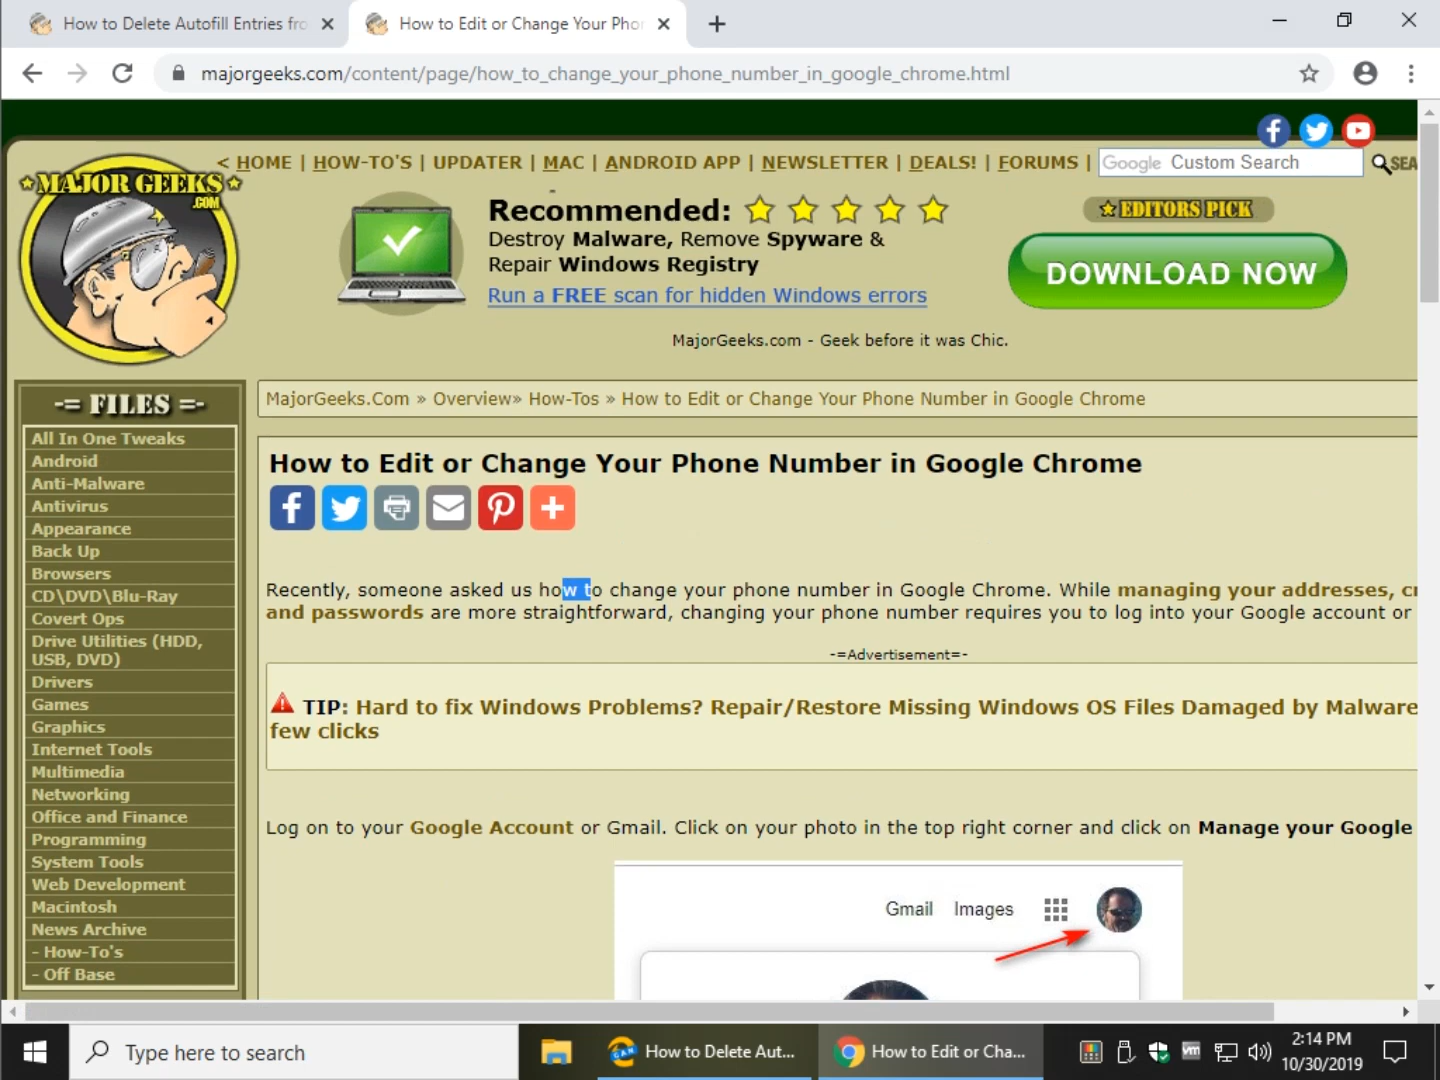 How to Delete Autofill Entries fro
How to Edit or Change Your Phon
majorgeeks.com/content/page/how_to_change_your_phone_number_in_google_chrome.html
MAJOR GEEKS
.COM
< HOME | HOW-TO'S | UPDATER | MAC | ANDROID APP | NEWSLETTER | DEALS! | FORUMS |
Google Custom Search
SEA
Recommended:
Destroy Malware, Remove Spyware &
Repair Windows Registry
Run a FREE scan for hidden Windows errors
EDITORS PICK
DOWNLOAD NOW
MajorGeeks.com - Geek before it was Chic.
-= FILES =-
All In One Tweaks
Android
Anti-Malware
Antivirus
Appearance
Back Up
Browsers
CD\DVD\Blu-Ray
Covert Ops
Drive Utilities (HDD,
USB, DVD)
Drivers
Games
Graphics
Internet Tools
Multimedia
Networking
Office and Finance
Programming
System Tools
Web Development
Macintosh
News Archive
- How-To's
- Off Base
MajorGeeks.Com » Overview» How-Tos » How to Edit or Change Your Phone Number in Google Chrome
How to Edit or Change Your Phone Number in Google Chrome
Recently, someone asked us how to change your phone number in Google Chrome. While managing your addresses, cr
and passwords are more straightforward, changing your phone number requires you to log into your Google account or
-=Advertisement=-
TIP: Hard to fix Windows Problems? Repair/Restore Missing Windows OS Files Damaged by Malware
few clicks
Log on to your Google Account or Gmail. Click on your photo in the top right corner and click on Manage your Google
Gmail Images
Type here to search
CAN
How to Delete Aut...
How to Edit or Cha...
vm
2:14 PM
10/30/2019